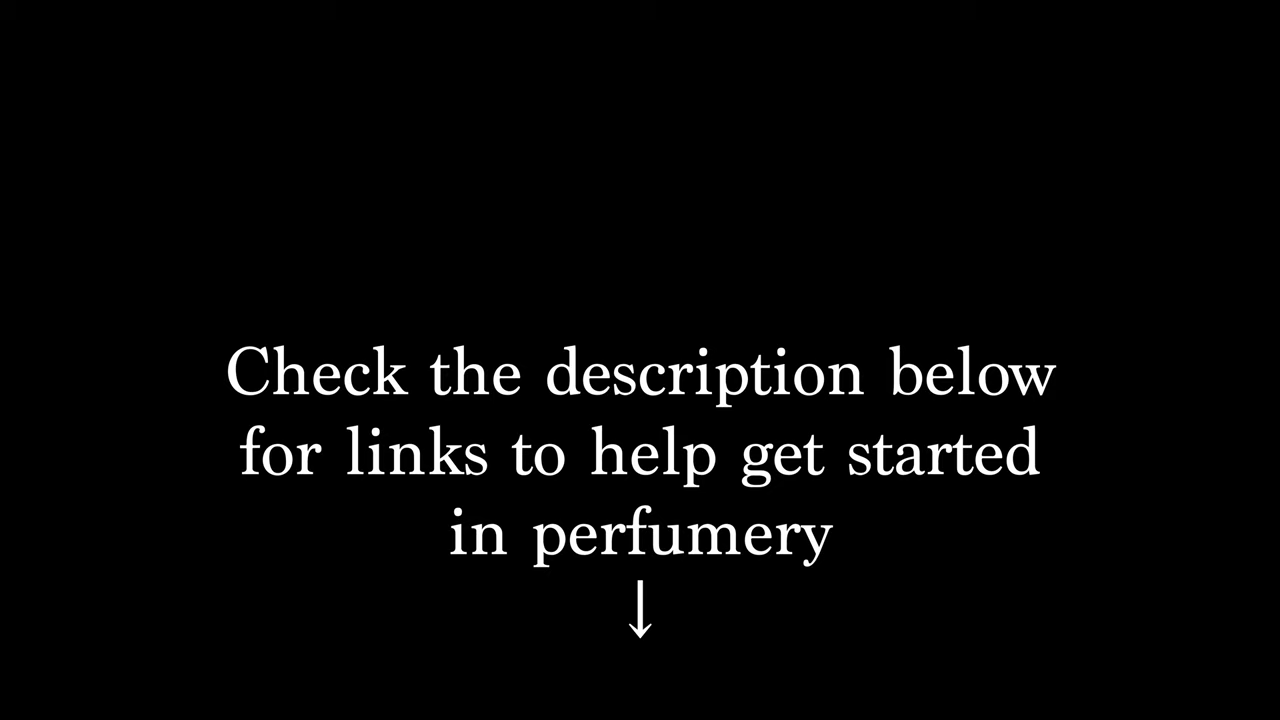 Check the description below
for links to help get started
in perfumery
↓